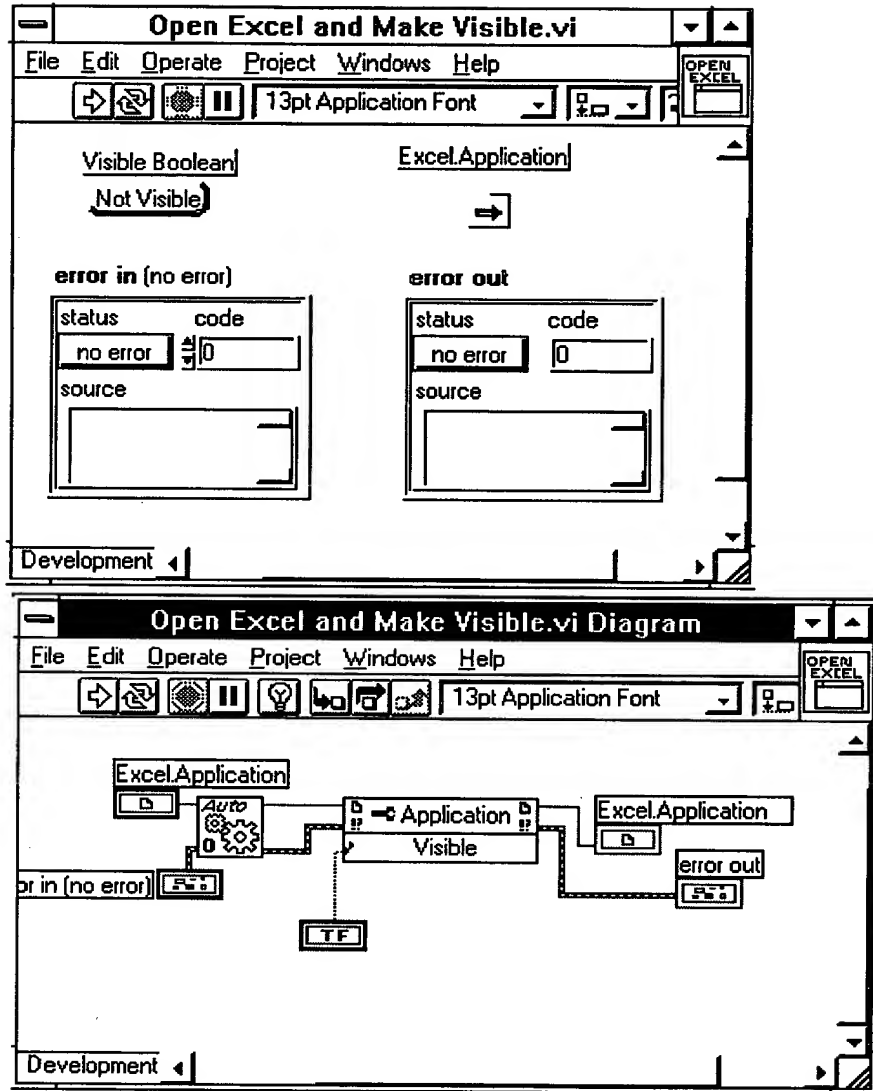 Open Excel and Make Visible.vi
File Edit Operate Project Windows Help
OPEN
EXCEL
13pt Application Font
Visible Boolean
Excel.Application
Not Visible
error in (no error)
error out
status code
status code
no error 0
no error 0
source
source
Development
Open Excel and Make Visible.vi Diagram
File Edit Operate Project Windows Help
OPEN
EXCEL
13pt Application Font
Excel.Application
Auto
0
Application
Visible
Excel.Application
error out
or in (no error)
TF
Development